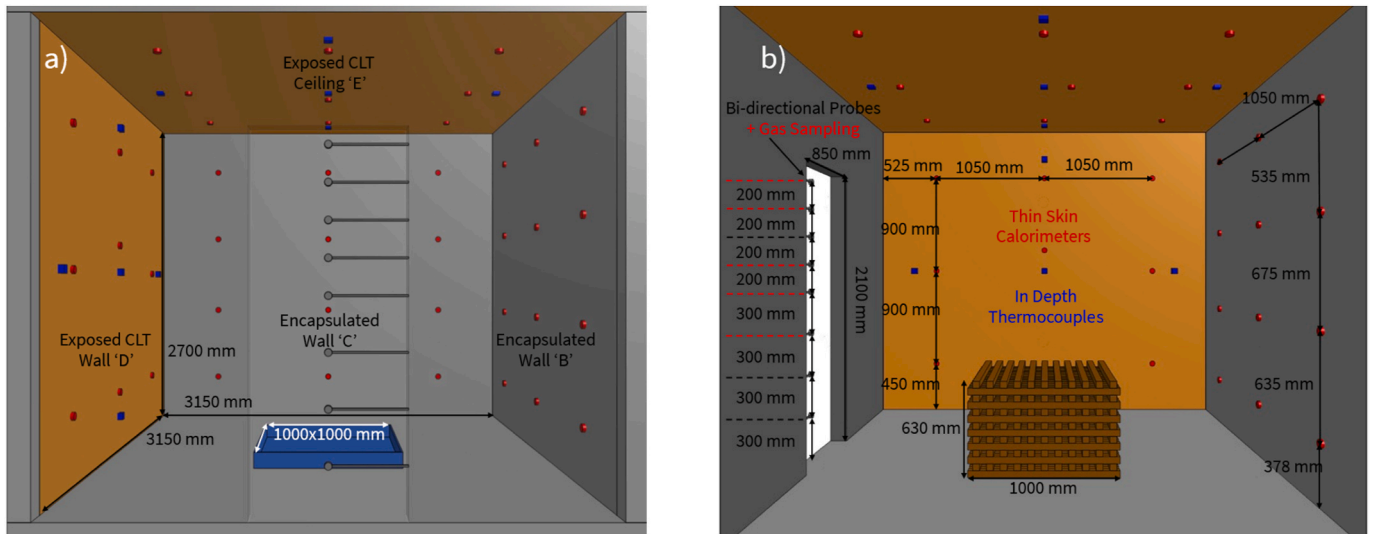 a)
Exposed CLT
Ceiling ‘E’
Exposed CLT
Wall ‘D’
Encapsulated
Wall ‘C’
Encapsulated
Wall ‘B’
2700 mm
3150 mm
3150 mm
1000x1000 mm
b)
Bi-directional Probes
+ Gas Sampling
850 mm
200 mm
200 mm
200 mm
200 mm
300 mm
300 mm
300 mm
300 mm
2100 mm
525 mm
1050 mm
1050 mm
900 mm
900 mm
450 mm
Thin Skin
Calorimeters
In Depth
Thermocouples
630 mm
1000 mm
1050 mm
535 mm
675 mm
635 mm
378 mm